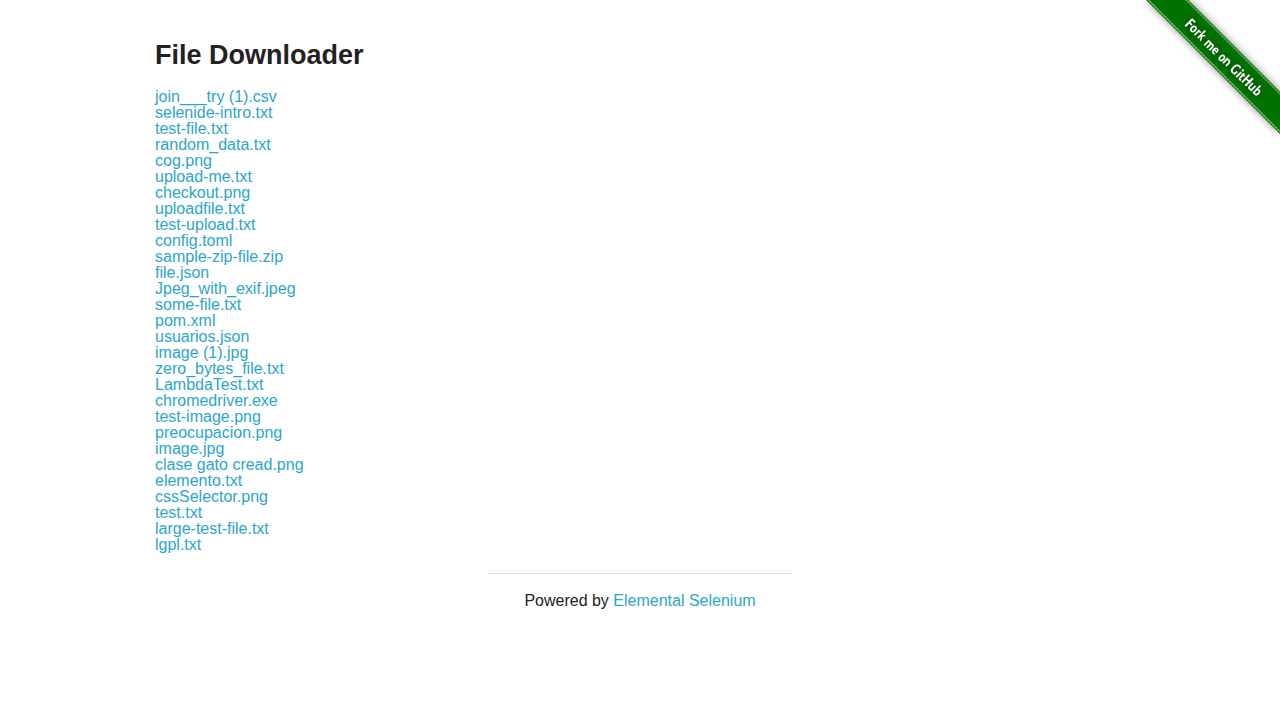 File Downloader
Fork me on GitHub
join___try (1).csv
selenide-intro.txt
test-file.txt
random_data.txt
cog.png
upload-me.txt
checkout.png
uploadfile.txt
test-upload.txt
config.toml
sample-zip-file.zip
file.json
Jpeg_with_exif.jpeg
some-file.txt
pom.xml
usuarios.json
image (1).jpg
zero_bytes_file.txt
LambdaTest.txt
chromedriver.exe
test-image.png
preocupacion.png
image.jpg
clase gato cread.png
elemento.txt
cssSelector.png
test.txt
large-test-file.txt
lgpl.txt
Powered by Elemental Selenium